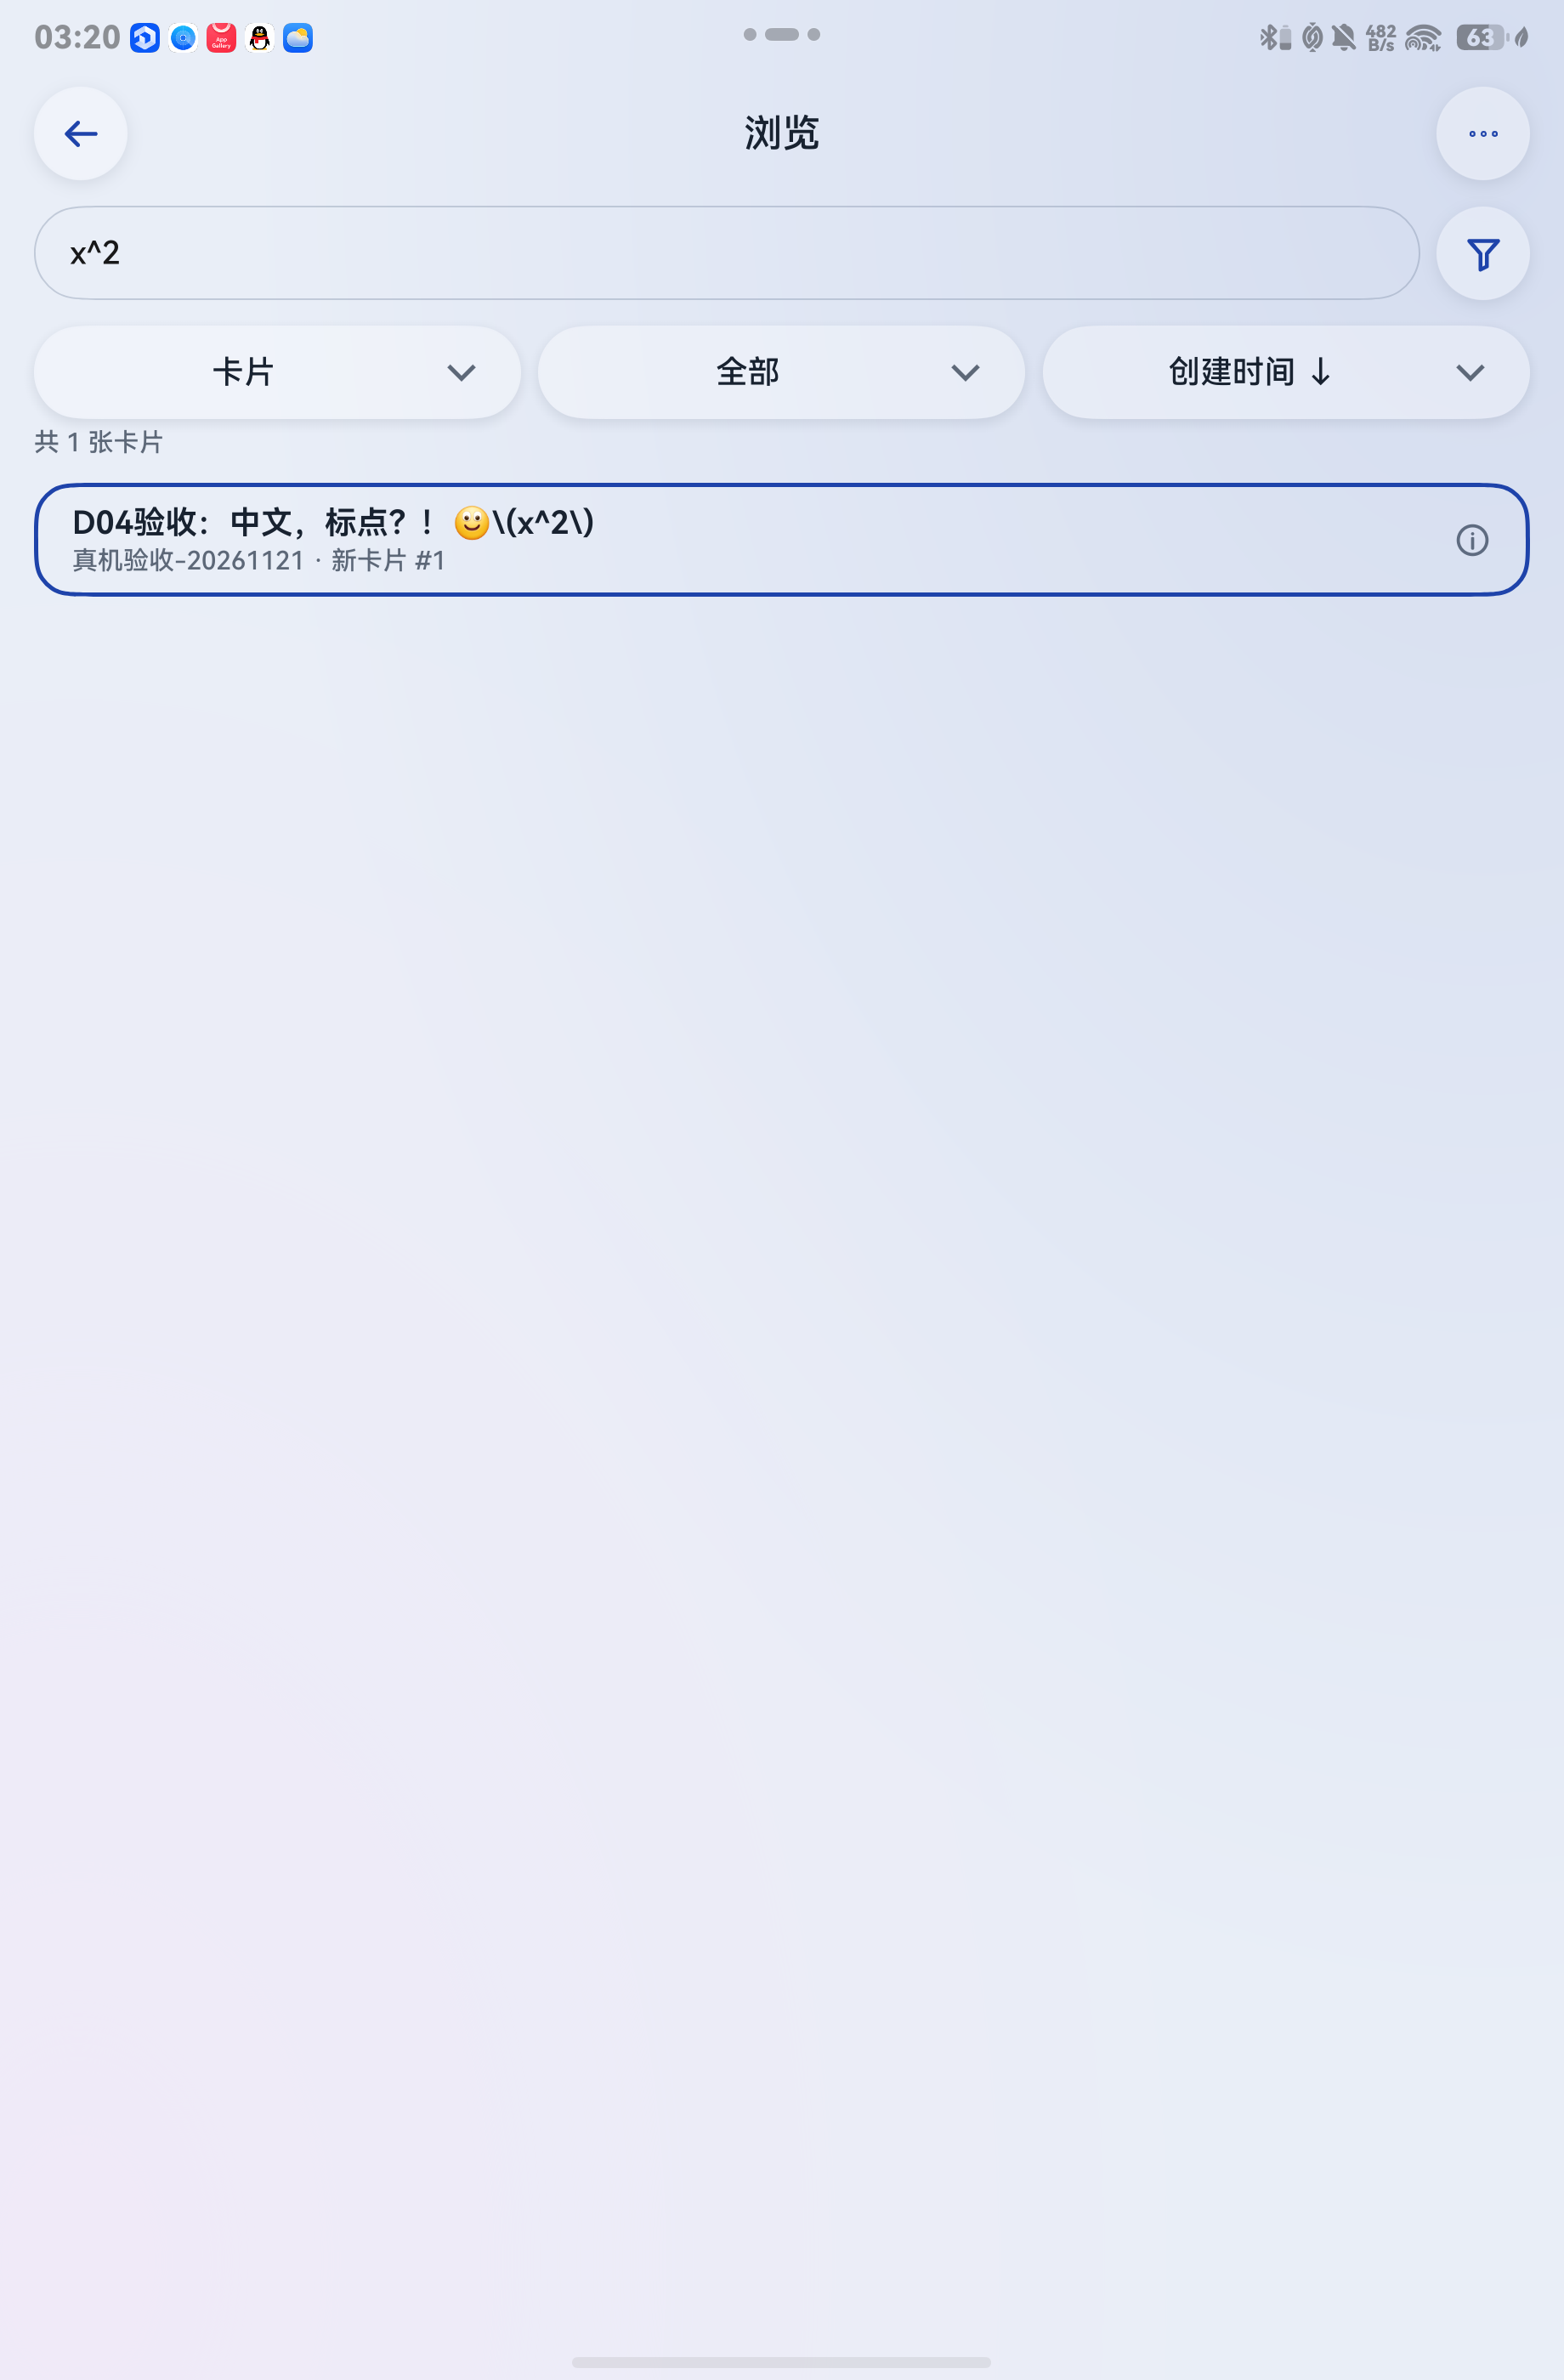 03:20
482
B/s
63
浏览
x^2
卡片
全部
创建时间 ↓
共 1 张卡片
D04验收：中文，标点？！🙂\(x^2\)
真机验收-20261121 · 新卡片 #1